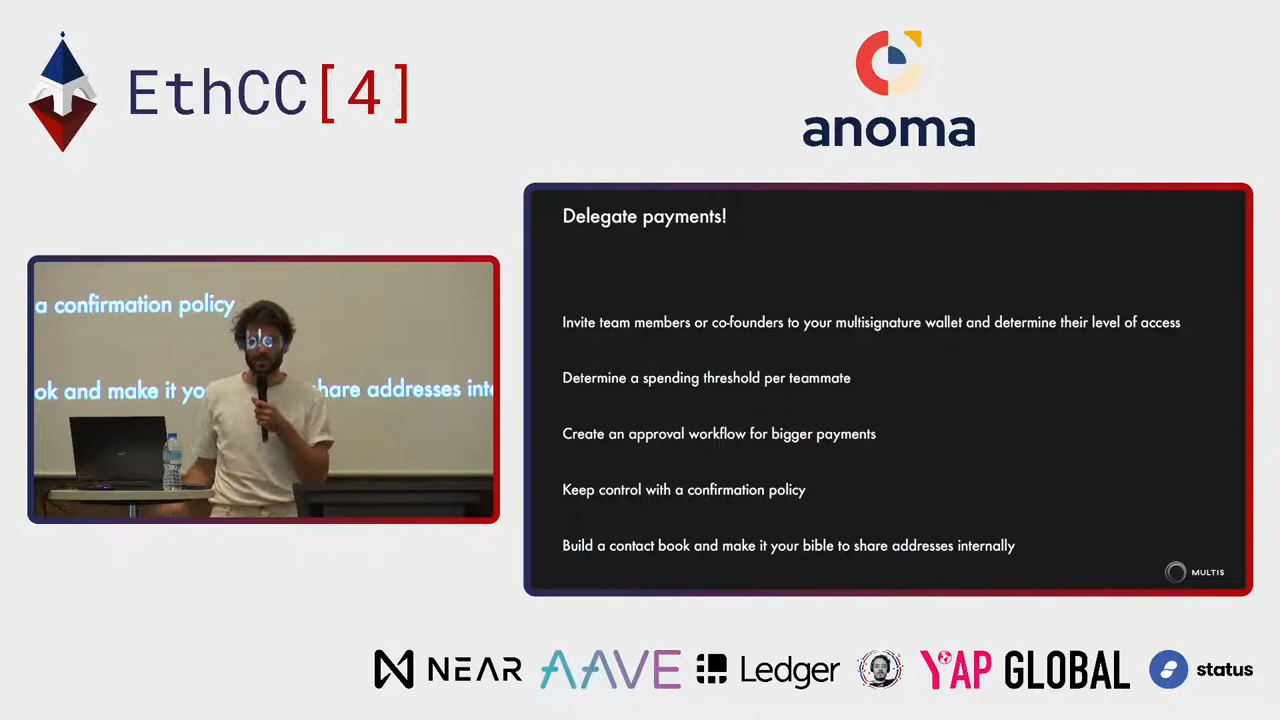 EthCC[4]
anoma
Delegate payments!
Invite team members or co-founders to your multisignature wallet and determine their level of access
Determine a spending threshold per teammate
Create an approval workflow for bigger payments
Keep control with a confirmation policy
Build a contact book and make it your bible to share addresses internally
MULTIS
a confirmation policy
bla
ok and make it yo share addresses inte
NEAR
AAVE
Ledger
YAP GLOBAL
status